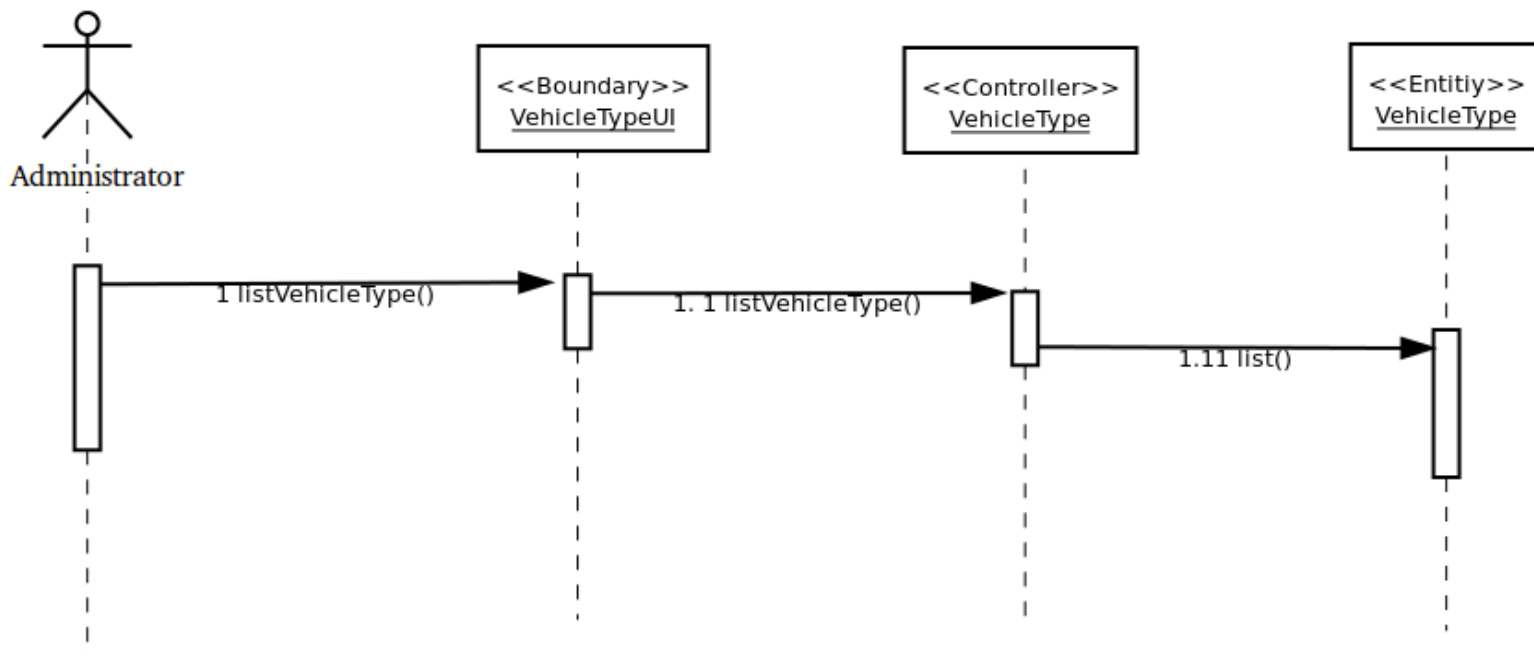 <<Boundary>>
VehicleTypeUI
<<Controller>>
VehicleType
<<Entitiy>>
VehicleType
Administrator
1 listVehicleType()
1. 1 listVehicleType()
1.11 list()